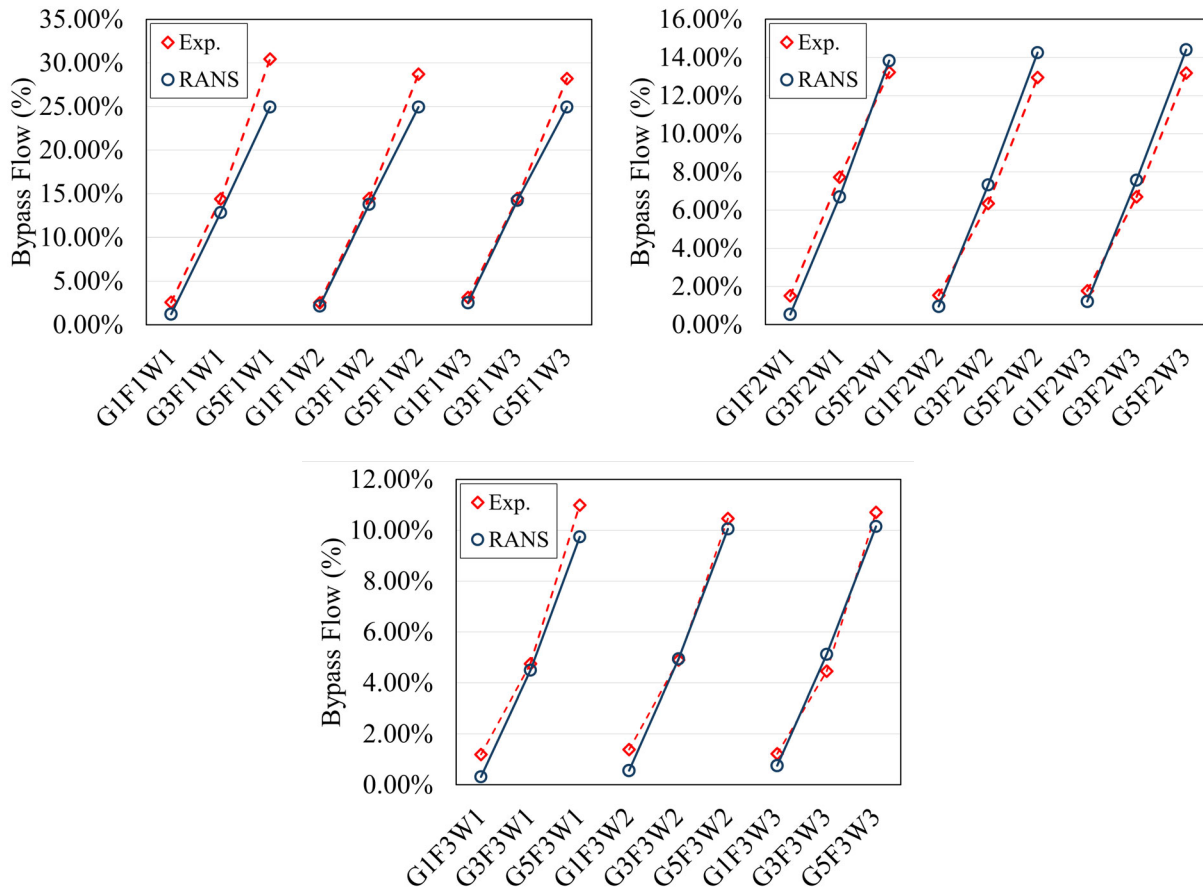 35.00%
30.00%
25.00%
20.00%
15.00%
10.00%
5.00%
0.00%
Bypass Flow (%)
Exp.
RANS
G1F1W1
G3F1W1
G5F1W1
G1F1W2
G3F1W2
G5F1W2
G1F1W3
G3F1W3
G5F1W3
16.00%
14.00%
12.00%
10.00%
8.00%
6.00%
4.00%
2.00%
0.00%
Bypass Flow (%)
Exp.
RANS
G1F2W1
G3F2W1
G5F2W1
G1F2W2
G3F2W2
G5F2W2
G1F2W3
G3F2W3
G5F2W3
12.00%
10.00%
8.00%
6.00%
4.00%
2.00%
0.00%
Bypass Flow (%)
Exp.
RANS
G1F3W1
G3F3W1
G5F3W1
G1F3W2
G3F3W2
G5F3W2
G1F3W3
G3F3W3
G5F3W3